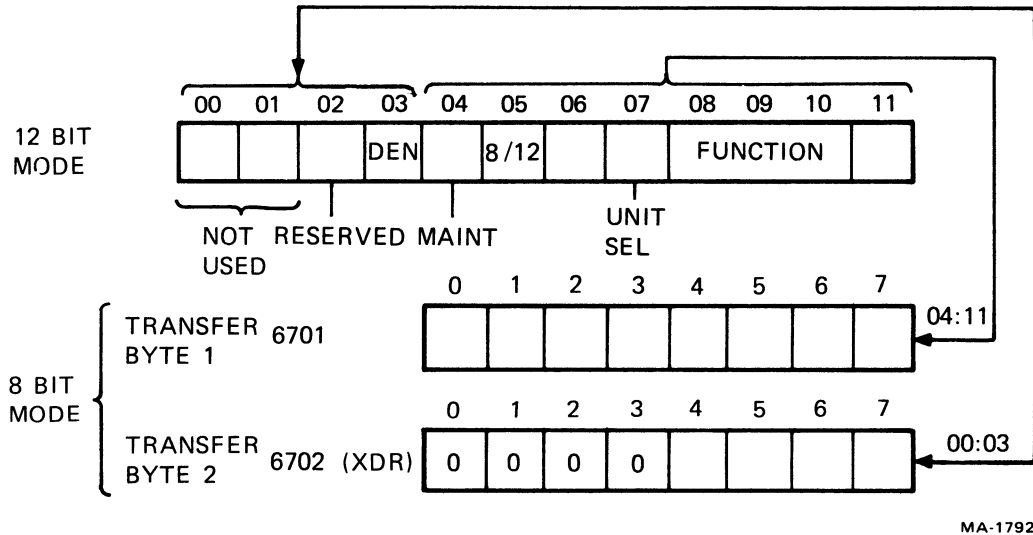 00 01 02 03 04 05 06 07 08 09 10 11
12 BIT
MODE
DEN 8/12 FUNCTION
NOT
USED
RESERVED MAINT
UNIT
SEL
0 1 2 3 4 5 6 7
8 BIT
MODE
TRANSFER
BYTE 1
6701
04:11
0 1 2 3 4 5 6 7
TRANSFER
BYTE 2
6702 (XDR)
0 0 0 0
00:03
MA-1792